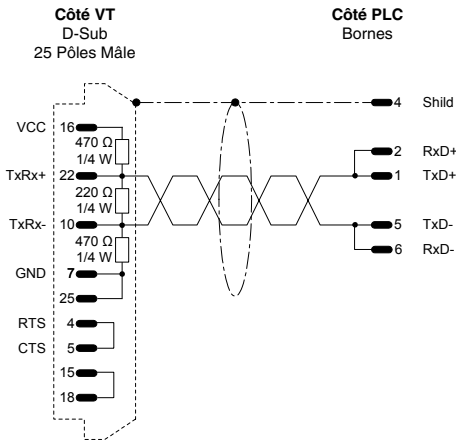 Côté VT
D-Sub
25 Pôles Mâle
Côté PLC
Bornes
4 Shild
VCC 16
470 Ω
1/4 W
2 RxD+
TxRx+ 22
1 TxD+
220 Ω
1/4 W
TxRx- 10
5 TxD-
470 Ω
1/4 W
6 RxD-
GND 7
25
RTS 4
CTS 5
15
18